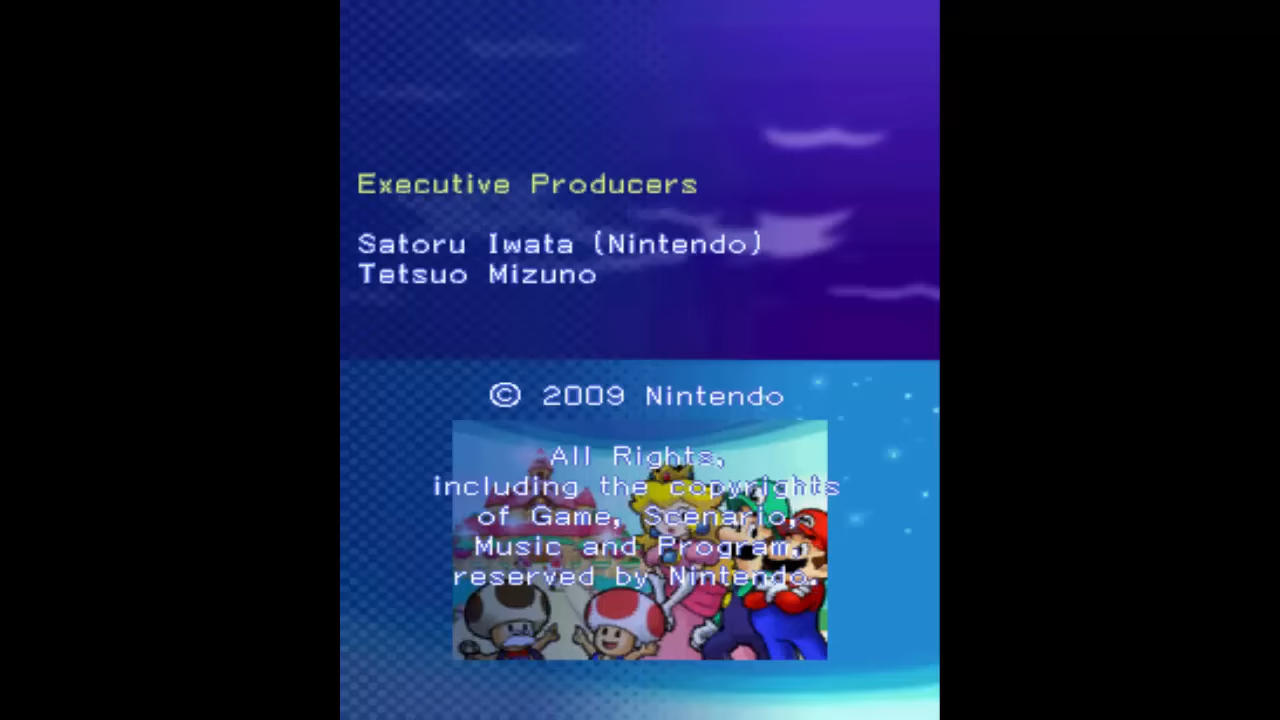 Executive Producers
Satoru Iwata (Nintendo)
Tetsuo Mizuno
© 2009 Nintendo
All Rights,
including the copyrights
of Game, Scenario,
Music and Program,
reserved by Nintendo.